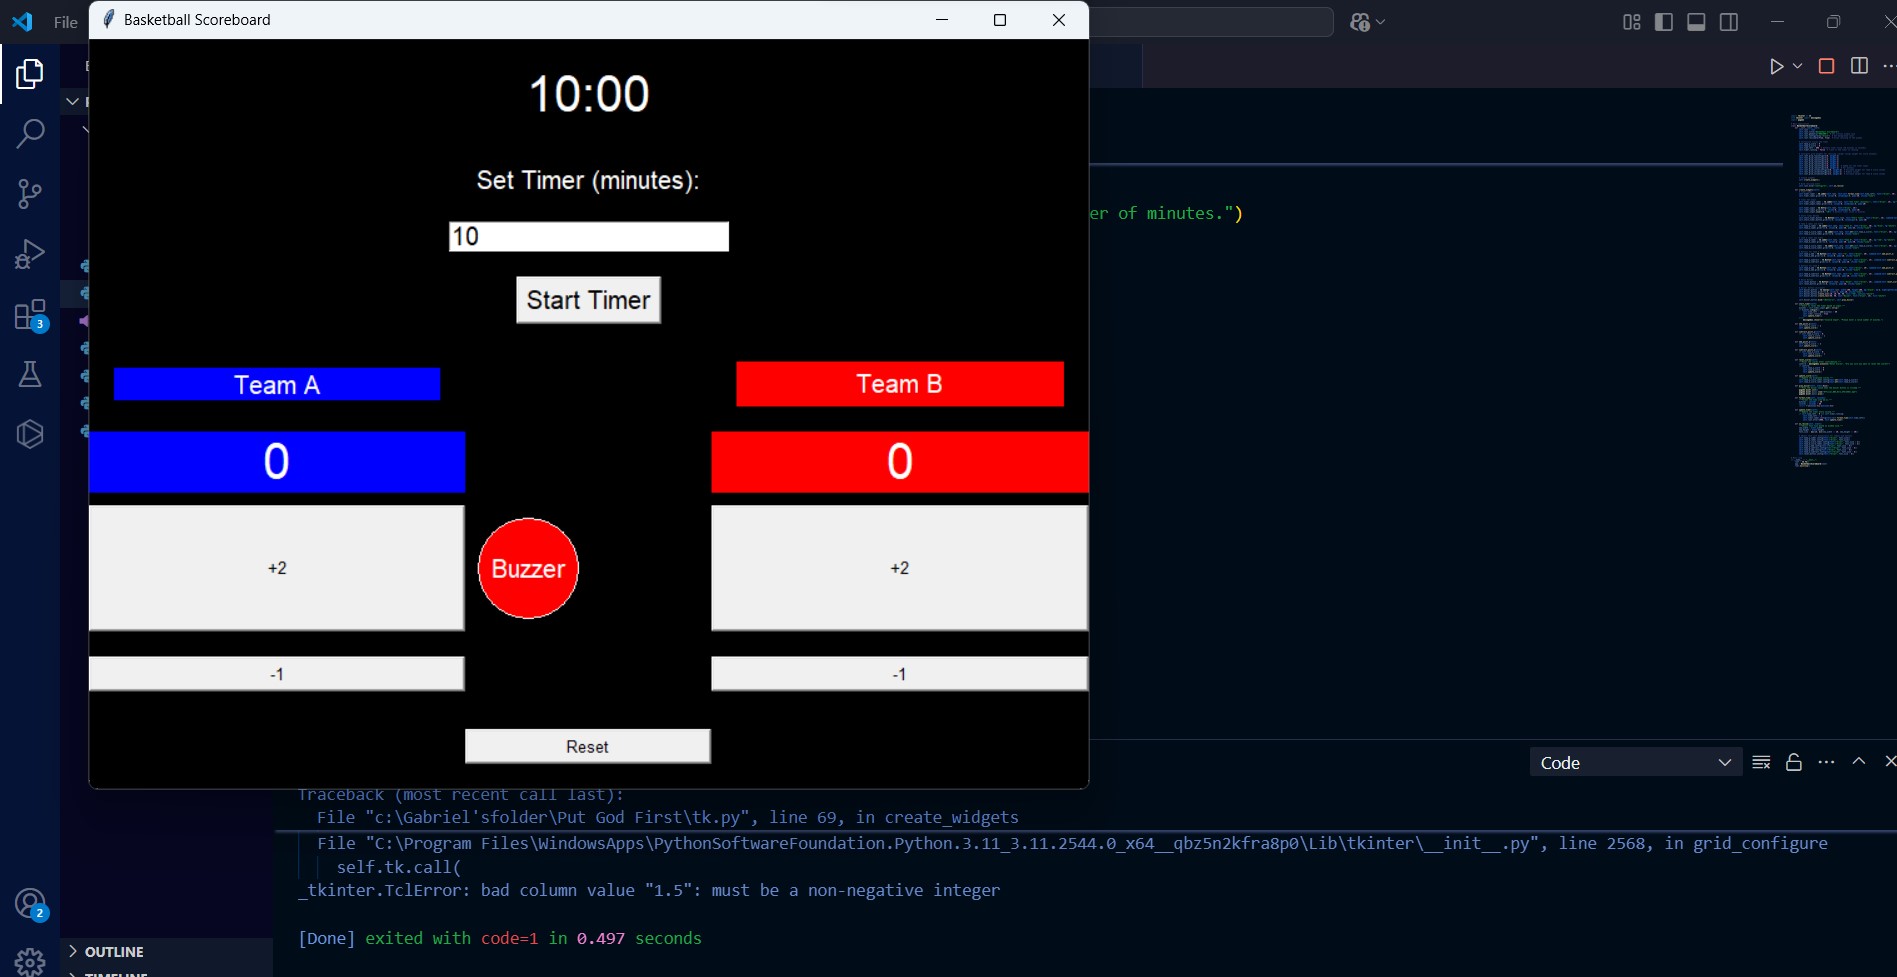 File
Basketball Scoreboard
10:00
Set Timer (minutes):
10
Start Timer
Team A
Team B
0
0
+2
Buzzer
+2
-1
-1
Reset
er of minutes.")
3
2
Code
Traceback (most recent call last):
File "c:\Gabriel'sfolder\Put God First\tk.py", line 69, in create_widgets
File "C:\Program Files\WindowsApps\PythonSoftwareFoundation.Python.3.11_3.11.2544.0_x64__qbz5n2kfra8p0\Lib\tkinter\__init__.py", line 2568, in grid_configure
self.tk.call(
_tkinter.TclError: bad column value "1.5": must be a non-negative integer
[Done] exited with code=1 in 0.497 seconds
OUTLINE
TIMELINE